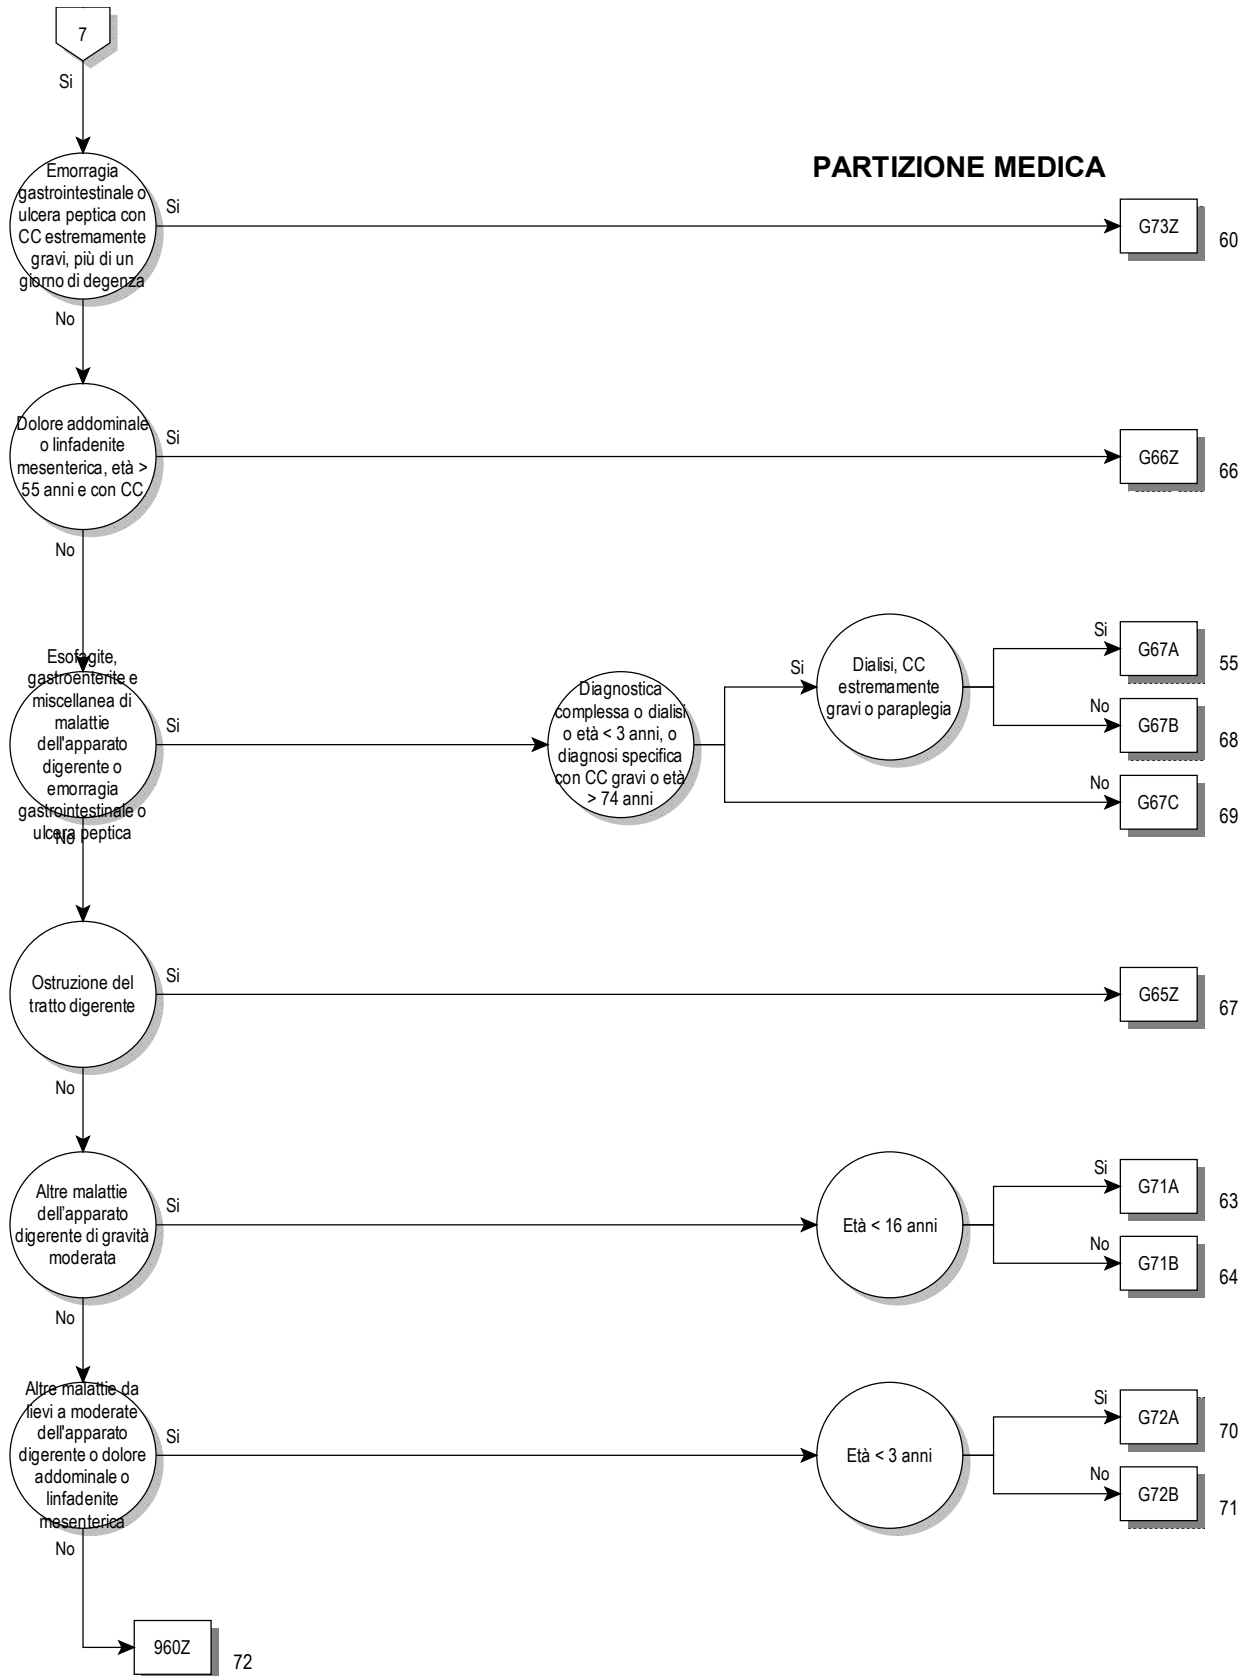 7
Si
PARTIZIONE MEDICA
Emorragia
gastrointestinale o
ulcera peptica con
CC estremamente
gravi, più di un
giorno di degenza
Si
G73Z
60
No
Dolore addominale
o linfadenite
mesenterica, età >
55 anni e con CC
Si
G66Z
66
No
Esofagite,
gastroenterite e
miscellanea di
malattie
dell'apparato
digerente o
emorragia
gastrointestinale o
ulcera peptica
Si
Diagnostica
complessa o dialisi
o età < 3 anni, o
diagnosi specifica
con CC gravi o età
> 74 anni
Si
Dialisi, CC
estremamente
gravi o paraplegia
Si
G67A
55
No
G67B
68
No
G67C
69
No
Ostruzione del
tratto digerente
Si
G65Z
67
No
Altre malattie
dell'apparato
digerente di gravità
moderata
Si
Età < 16 anni
Si
G71A
63
No
G71B
64
No
Altre malattie da
lievi a moderate
dell'apparato
digerente o dolore
addominale o
linfadenite
mesenterica
Si
Età < 3 anni
Si
G72A
70
No
G72B
71
No
960Z
72